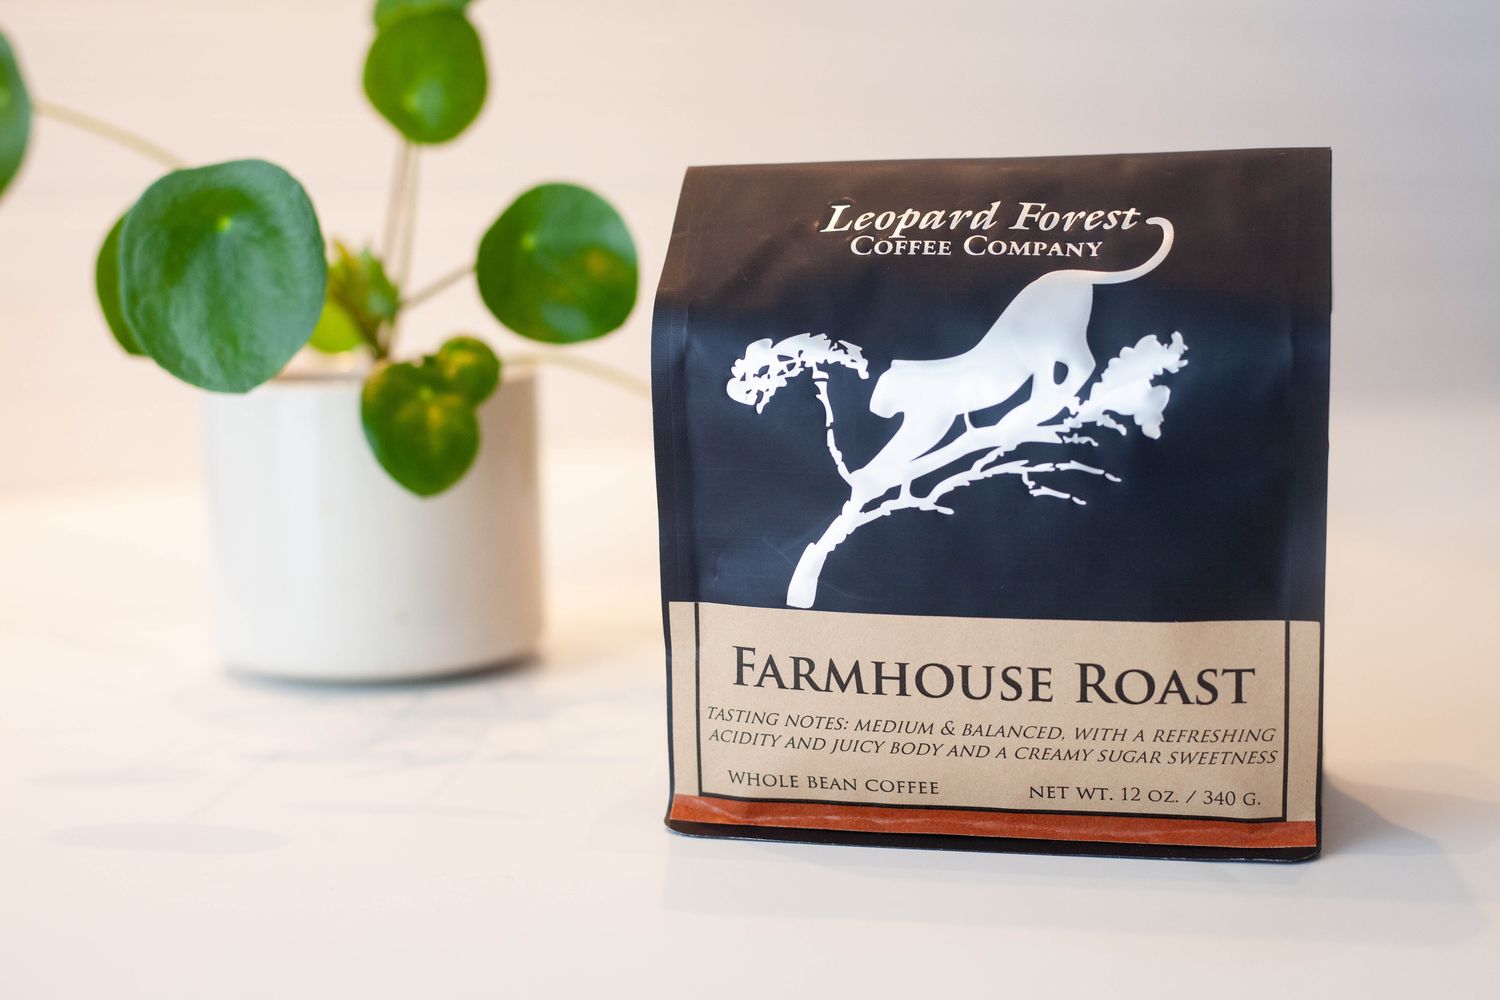 Leopard Forest
COFFEE COMPANY
FARMHOUSE ROAST
TASTING NOTES: MEDIUM & BALANCED, WITH A REFRESHING
ACIDITY AND JUICY BODY AND A CREAMY SUGAR SWEETNESS
WHOLE BEAN COFFEE
NET WT. 12 OZ. / 340 G.